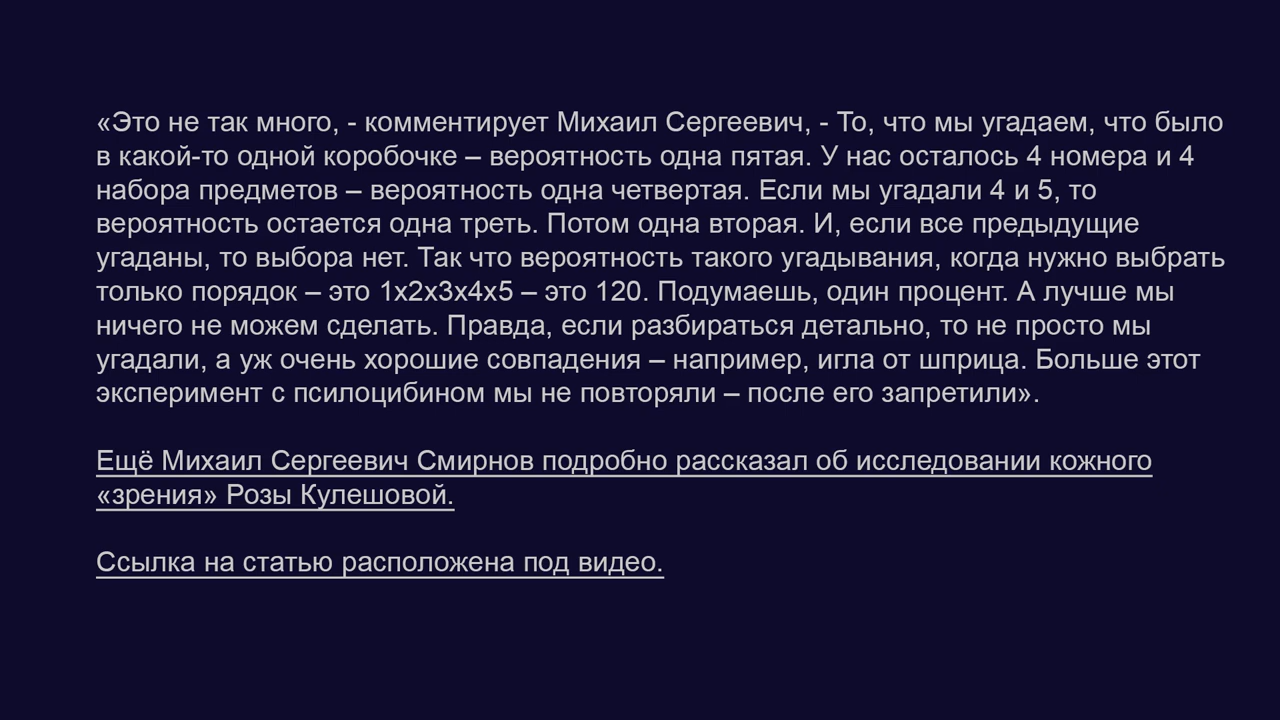 «Это не так много, - комментирует Михаил Сергеевич, - То, что мы угадаем, что было
в какой-то одной коробочке – вероятность одна пятая. У нас осталось 4 номера и 4
набора предметов – вероятность одна четвертая. Если мы угадали 4 и 5, то
вероятность остается одна треть. Потом одна вторая. И, если все предыдущие
угаданы, то выбора нет. Так что вероятность такого угадывания, когда нужно выбрать
только порядок – это 1х2х3х4х5 – это 120. Подумаешь, один процент. А лучше мы
ничего не можем сделать. Правда, если разбираться детально, то не просто мы
угадали, а уж очень хорошие совпадения – например, игла от шприца. Больше этот
эксперимент с псилоцибином мы не повторяли – после его запретили».
Ещё Михаил Сергеевич Смирнов подробно рассказал об исследовании кожного
«зрения» Розы Кулешовой.
Ссылка на статью расположена под видео.